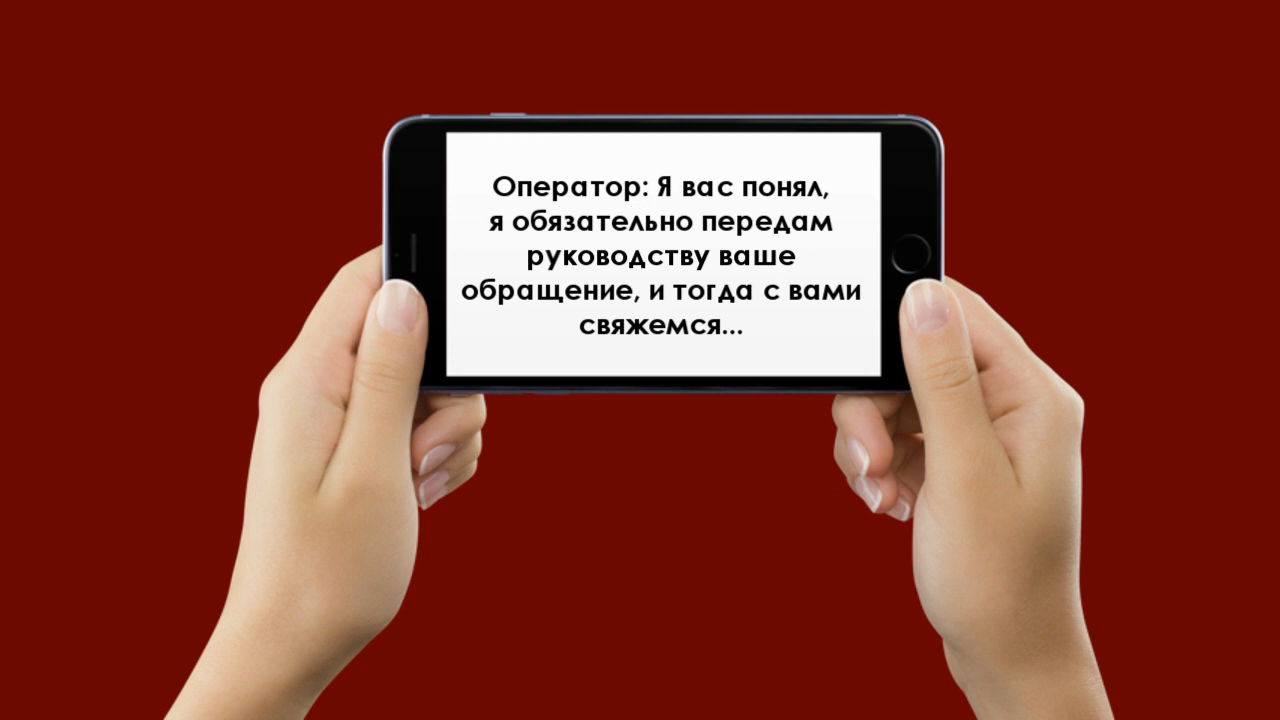 Оператор: Я вас понял,
я обязательно передам
руководству ваше
обращение, и тогда с вами
свяжемся...